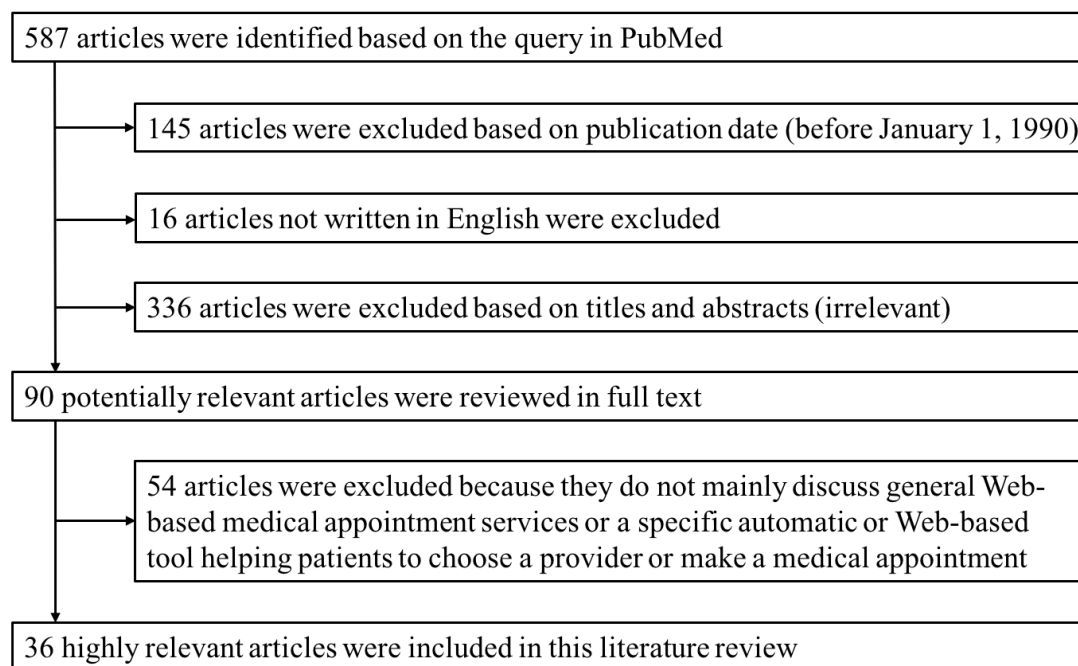 587 articles were identified based on the query in PubMed
145 articles were excluded based on publication date (before January 1, 1990)
16 articles not written in English were excluded
336 articles were excluded based on titles and abstracts (irrelevant)
90 potentially relevant articles were reviewed in full text
54 articles were excluded because they do not mainly discuss general Web-
based medical appointment services or a specific automatic or Web-based
tool helping patients to choose a provider or make a medical appointment
36 highly relevant articles were included in this literature review